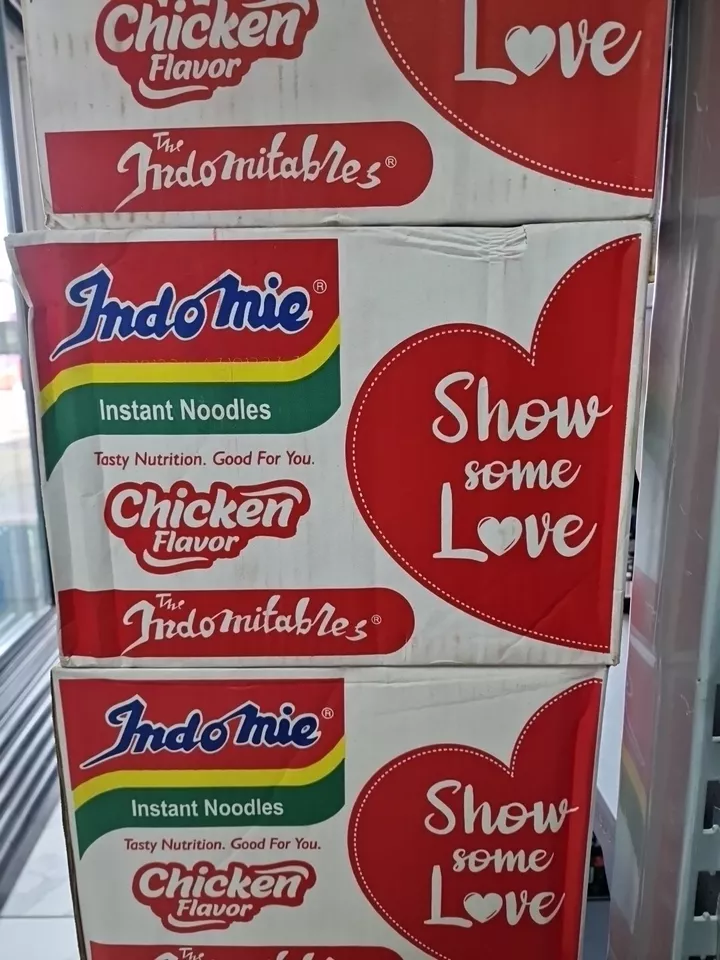 Chicken
Flavor
Love
The
Indomitables®
Indomie®
Instant Noodles
Tasty Nutrition. Good For You.
Chicken
Flavor
Show
some
Love
The
Indomitables®
Indomie®
Instant Noodles
Tasty Nutrition. Good For You.
Chicken
Flavor
Show
some
Love
The